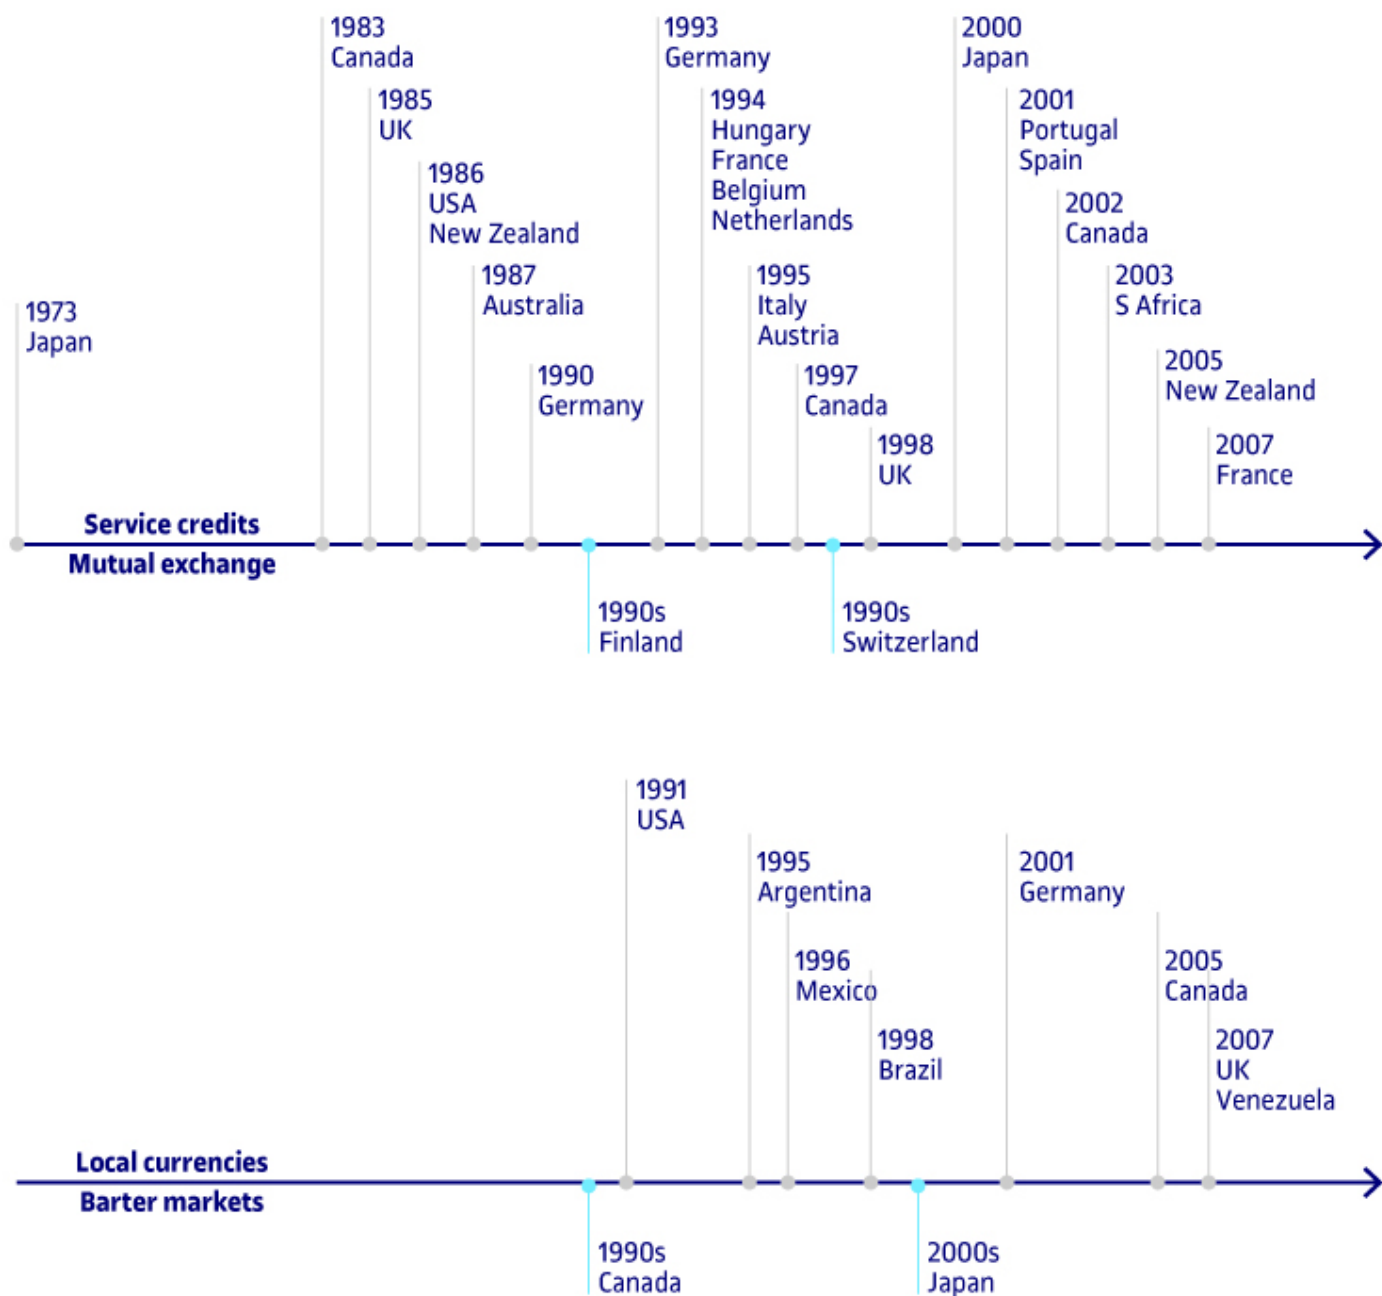 1983
Canada
1985
UK
1986
USA
New Zealand
1987
Australia
1973
Japan
1990
Germany
1993
Germany
1994
Hungary
France
Belgium
Netherlands
1995
Italy
Austria
1997
Canada
1998
UK
2000
Japan
2001
Portugal
Spain
2002
Canada
2003
S Africa
2005
New Zealand
2007
France
Service credits
Mutual exchange
1990s
Finland
1990s
Switzerland
1991
USA
1995
Argentina
1996
Mexico
1998
Brazil
2001
Germany
2005
Canada
2007
UK
Venezuela
Local currencies
Barter markets
1990s
Canada
2000s
Japan